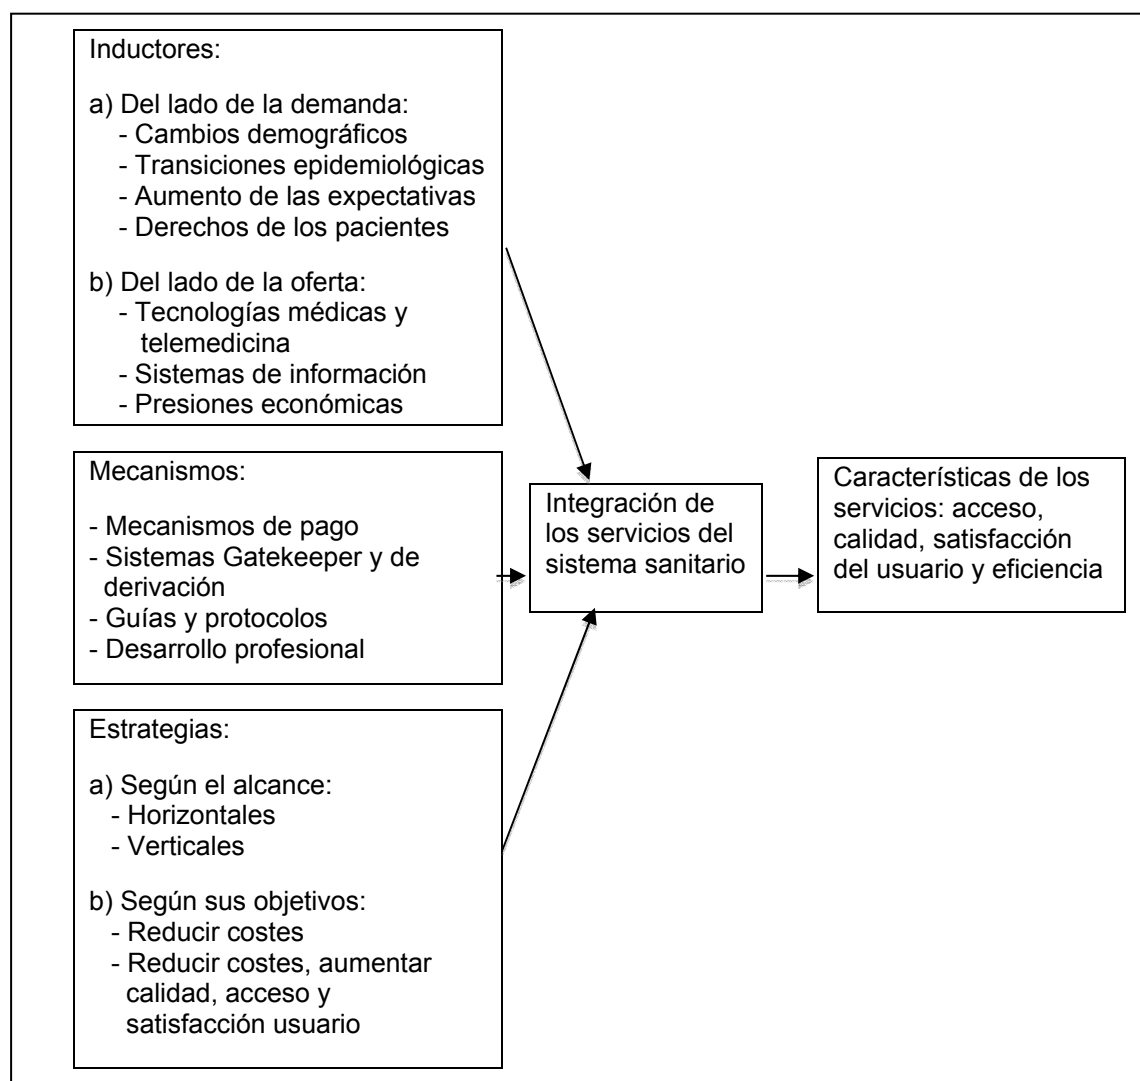 Inductores:
a) Del lado de la demanda:
- Cambios demográficos
- Transiciones epidemiológicas
- Aumento de las expectativas
- Derechos de los pacientes
b) Del lado de la oferta:
- Tecnologías médicas y
telemedicina
- Sistemas de información
- Presiones económicas
Mecanismos:
- Mecanismos de pago
- Sistemas Gatekeeper y de
derivación
- Guías y protocolos
- Desarrollo profesional
Estrategias:
a) Según el alcance:
- Horizontales
- Verticales
b) Según sus objetivos:
- Reducir costes
- Reducir costes, aumentar
calidad, acceso y
satisfacción usuario
Integración de
los servicios del
sistema sanitario
Característícas de los
servicios: acceso,
calidad, satisfacción
del usuario y eficiencia